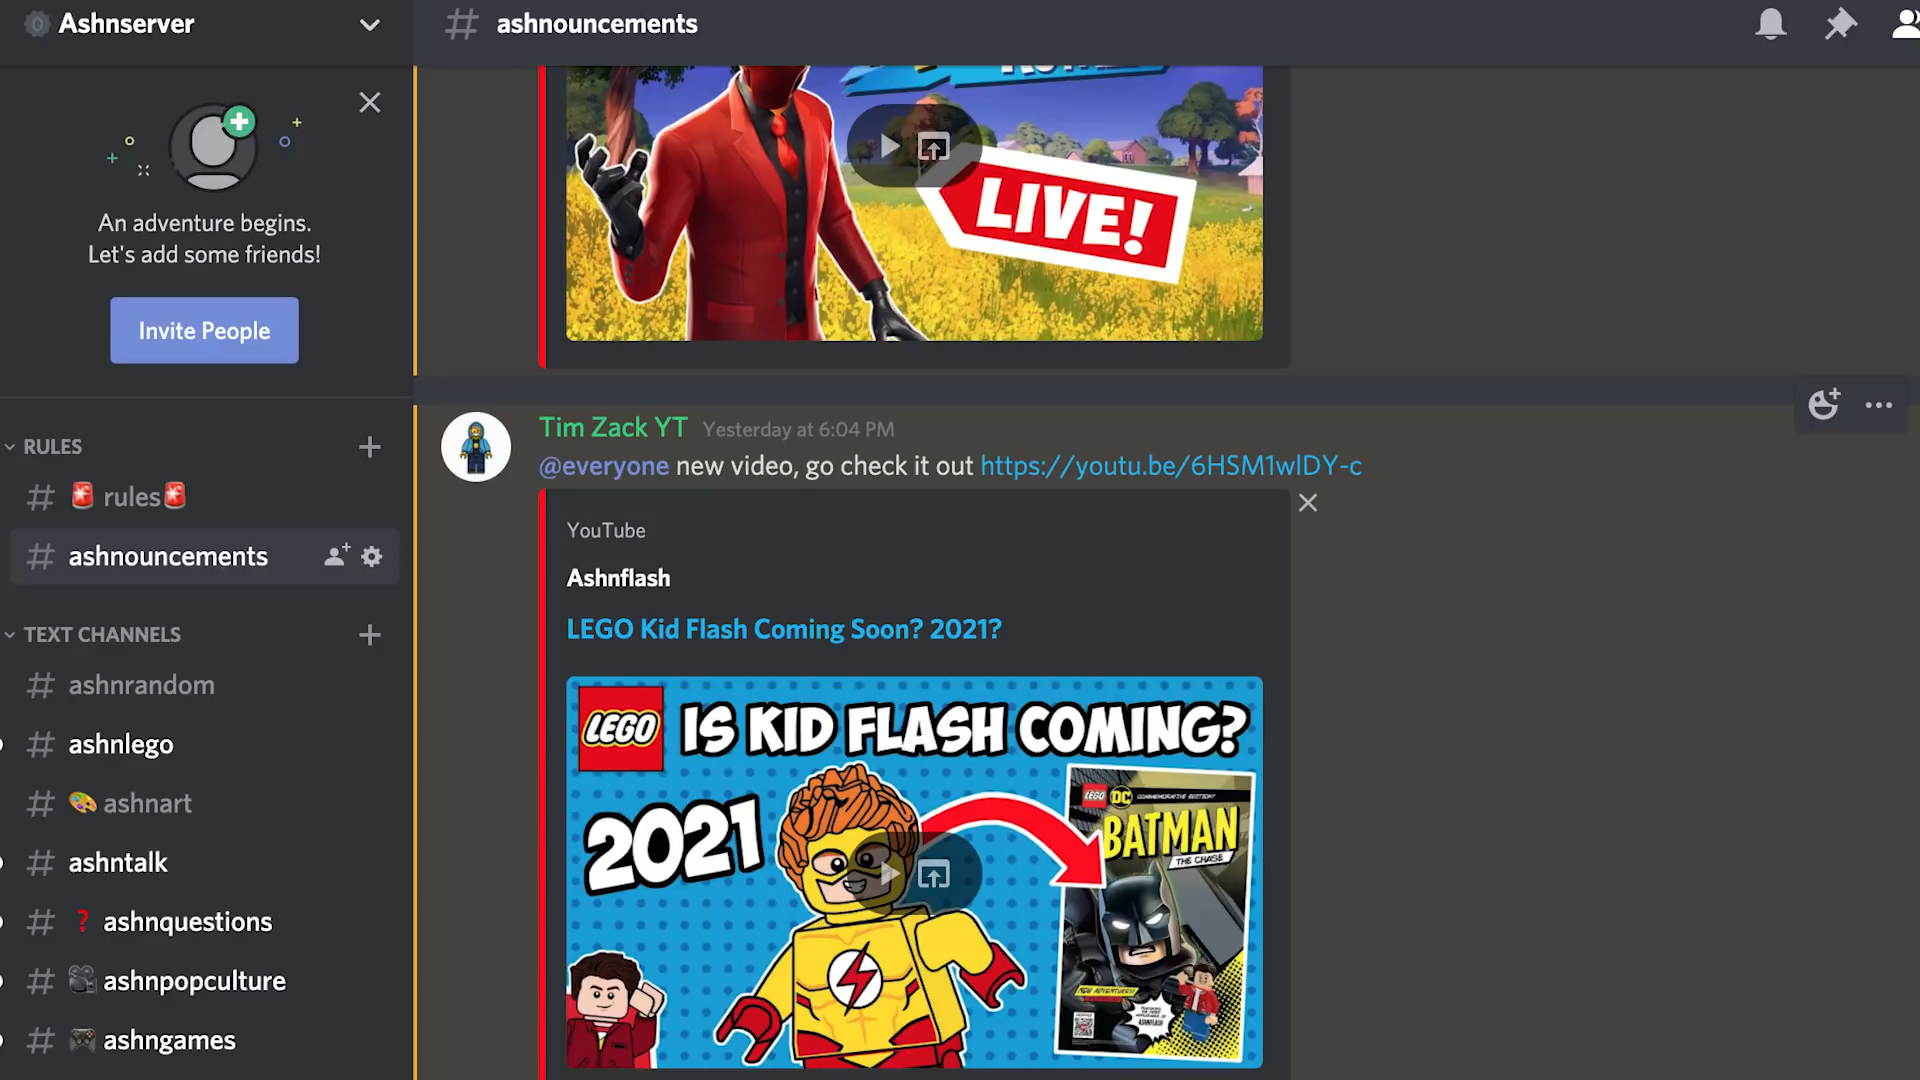 Ashnserver
ashnouncements
An adventure begins.
Let's add some friends!
Invite People
RULES
rules
ashnouncements
TEXT CHANNELS
ashnrandom
ashnlego
ashnart
ashntalk
ashnquestions
ashnpopculture
ashngames
LIVE!
Tim Zack YT Yesterday at 6:04 PM
@everyone new video, go check it out https://youtu.be/6HSM1wlDY-c
YouTube
Ashnflash
LEGO Kid Flash Coming Soon? 2021?
LEGO IS KID FLASH COMING?
2021
LEGO DC COMMEMORATIVE EDITION!
BATMAN
THE CHASE
NEW ADVENTURES!
ASHNFLASH